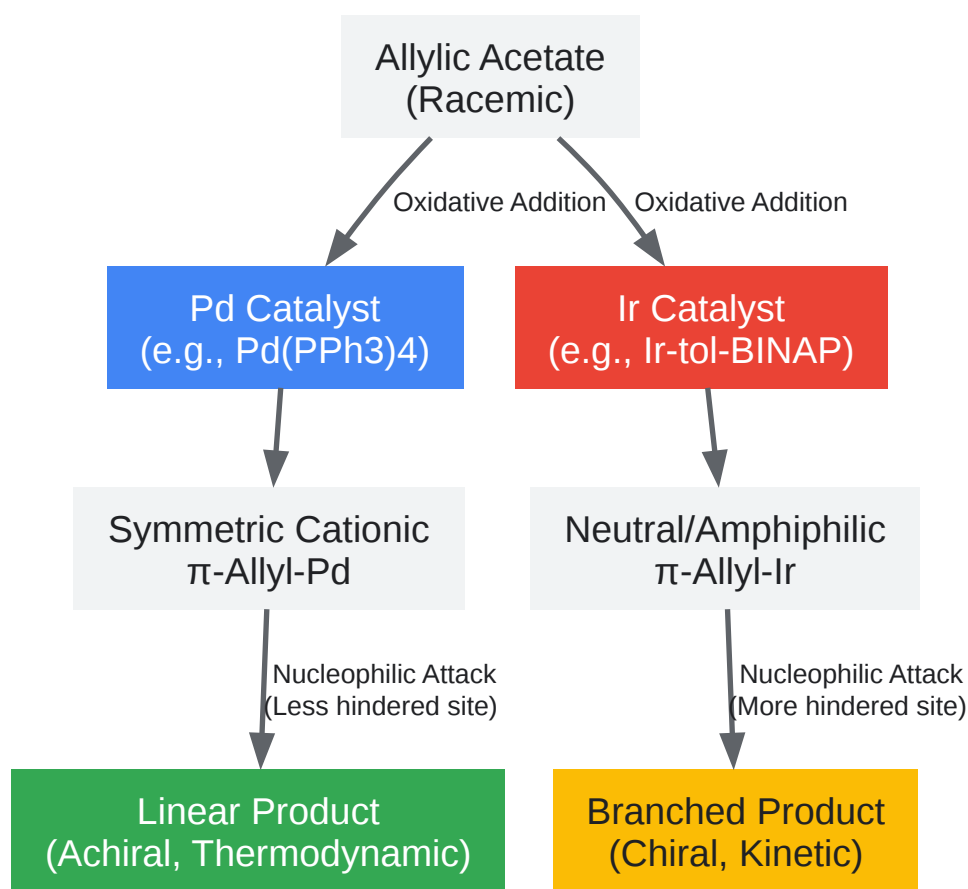 Allylic Acetate
(Racemic)
Oxidative Addition
Oxidative Addition
Pd Catalyst
(e.g., Pd(PPh3)4)
Ir Catalyst
(e.g., Ir-tol-BINAP)
Symmetric Cationic
π-Allyl-Pd
Neutral/Amphiphilic
π-Allyl-Ir
Nucleophilic Attack
(Less hindered site)
Nucleophilic Attack
(More hindered site)
Linear Product
(Achiral, Thermodynamic)
Branched Product
(Chiral, Kinetic)